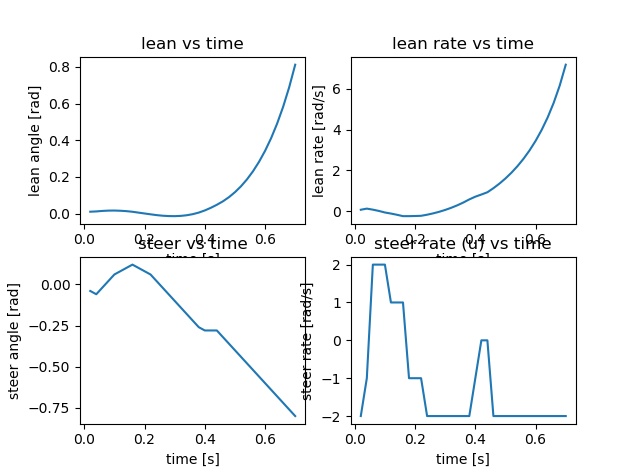 lean vs time
lean rate vs time
lean angle [rad]
0.8
0.6
0.4
0.2
0.0
0.0 0.2 0.4 0.6
time [s]
lean rate [rad/s]
6
4
2
0
0.0 0.2 0.4 0.6
time [s]
steer vs time
steer rate (u) vs time
steer angle [rad]
0.00
−0.25
−0.50
−0.75
0.0 0.2 0.4 0.6
time [s]
steer rate [rad/s]
2
1
0
−1
−2
0.0 0.2 0.4 0.6
time [s]